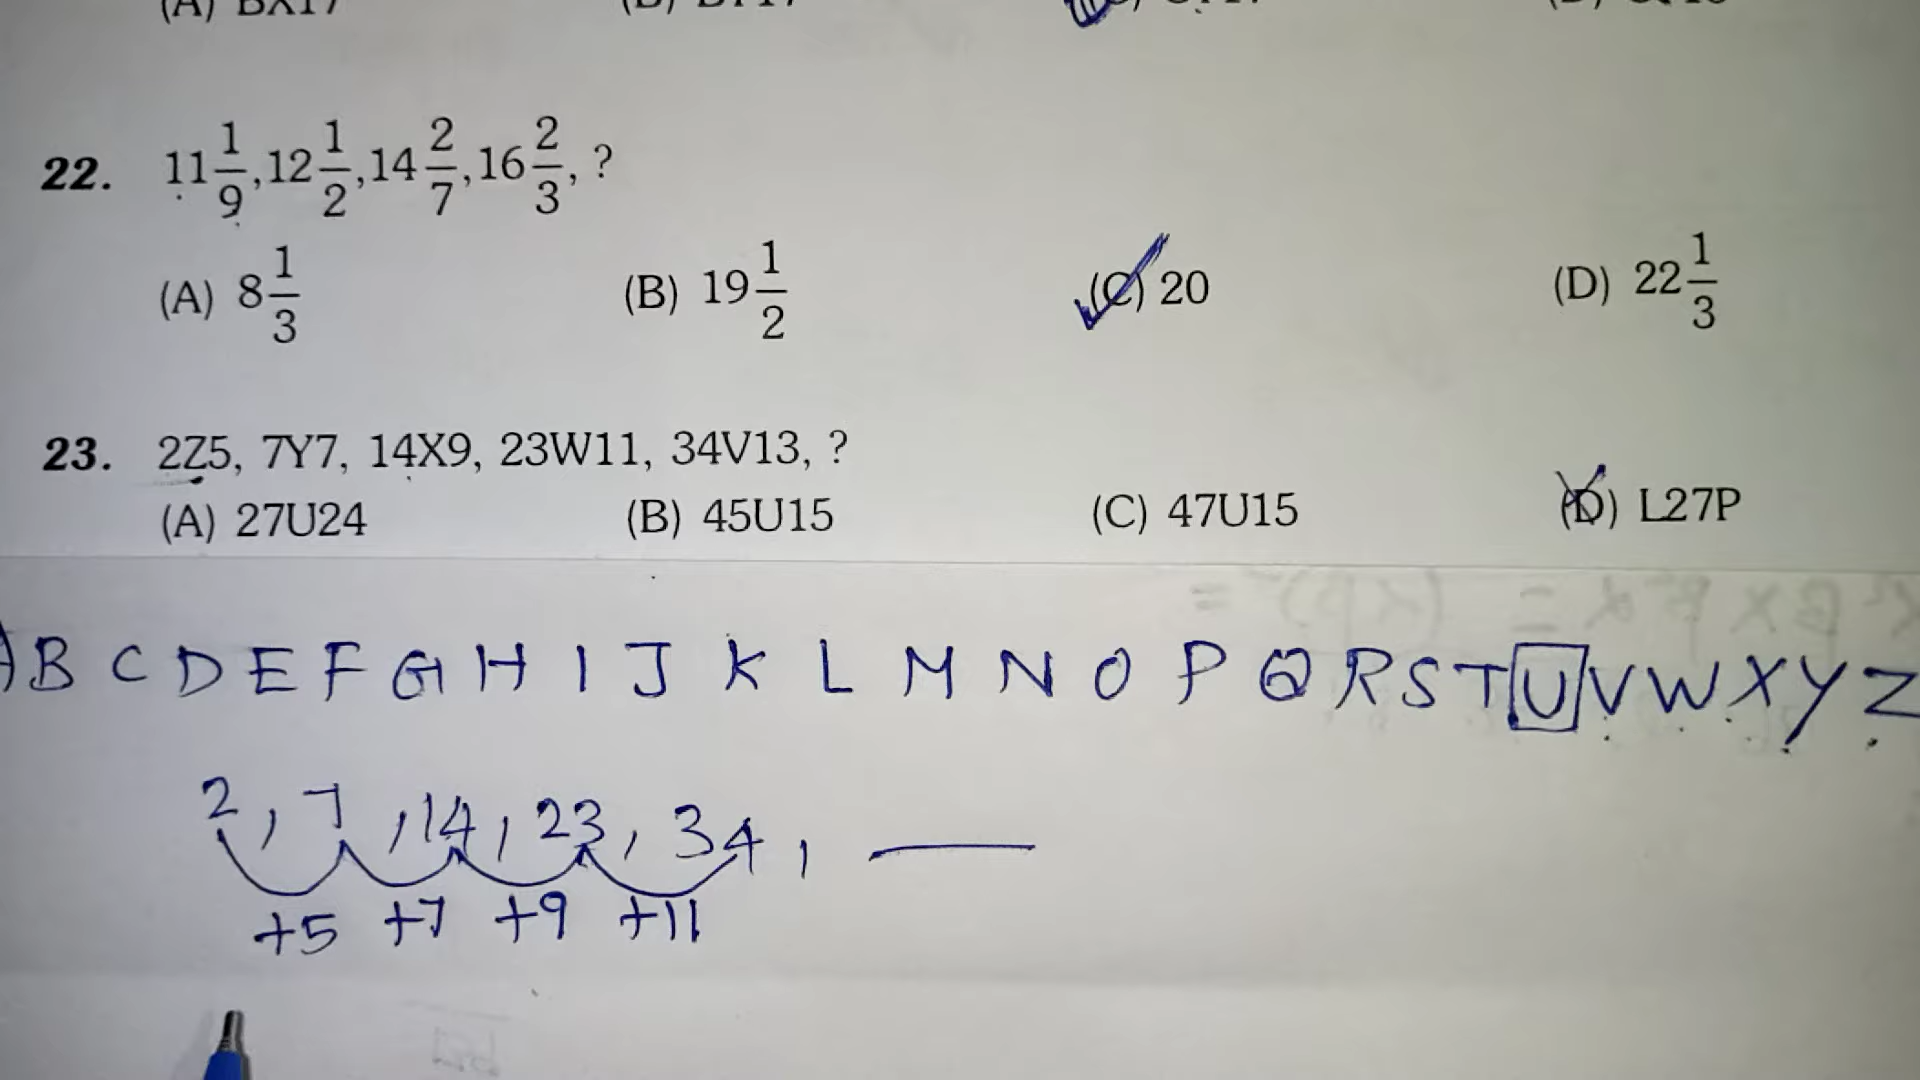 (A) BX17
22. 11 1/9, 12 1/2, 14 2/7, 16 2/3, ?
(A) 8 1/3 (B) 19 1/2 (C) 20 (D) 22 1/3
23. 2Z5, 7Y7, 14X9, 23W11, 34V13, ?
(A) 27U24 (B) 45U15 (C) 47U15 (D) L27P
A B C D E F G H I J K L M N O P Q R S T U V W X Y Z
2, 7, 14, 23, 34, ___
+5 +7 +9 +11